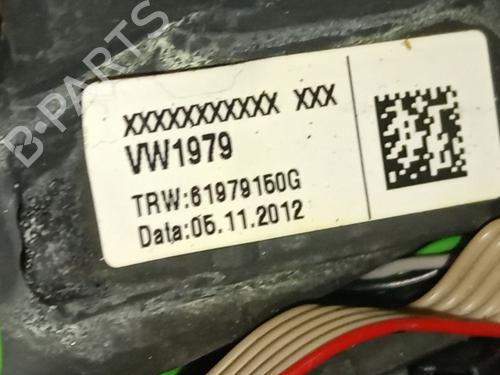 B-PARTS
XXXXXXXXXXX XXX
VW1979
TRW:61979150G
Data:05.11.2012